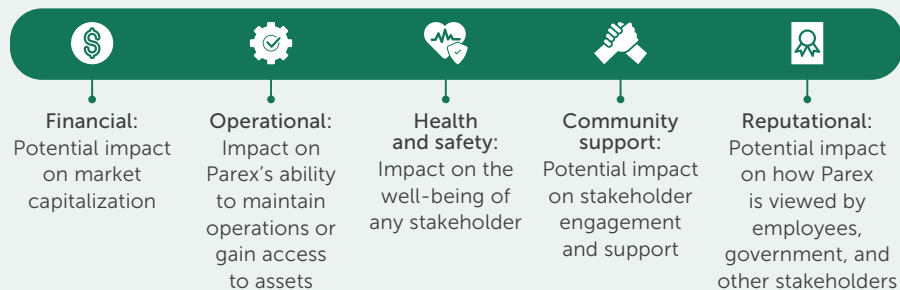 Financial:
Potential impact
on market
capitalization
Operational:
Impact on
Parex's ability
to maintain
operations or
gain access
to assets
Health
and safety:
Impact on the
well-being of
any stakeholder
Community
support:
Potential impact
on stakeholder
engagement
and support
Reputational:
Potential impact
on how Parex
is viewed by
employees,
government, and
other stakeholders